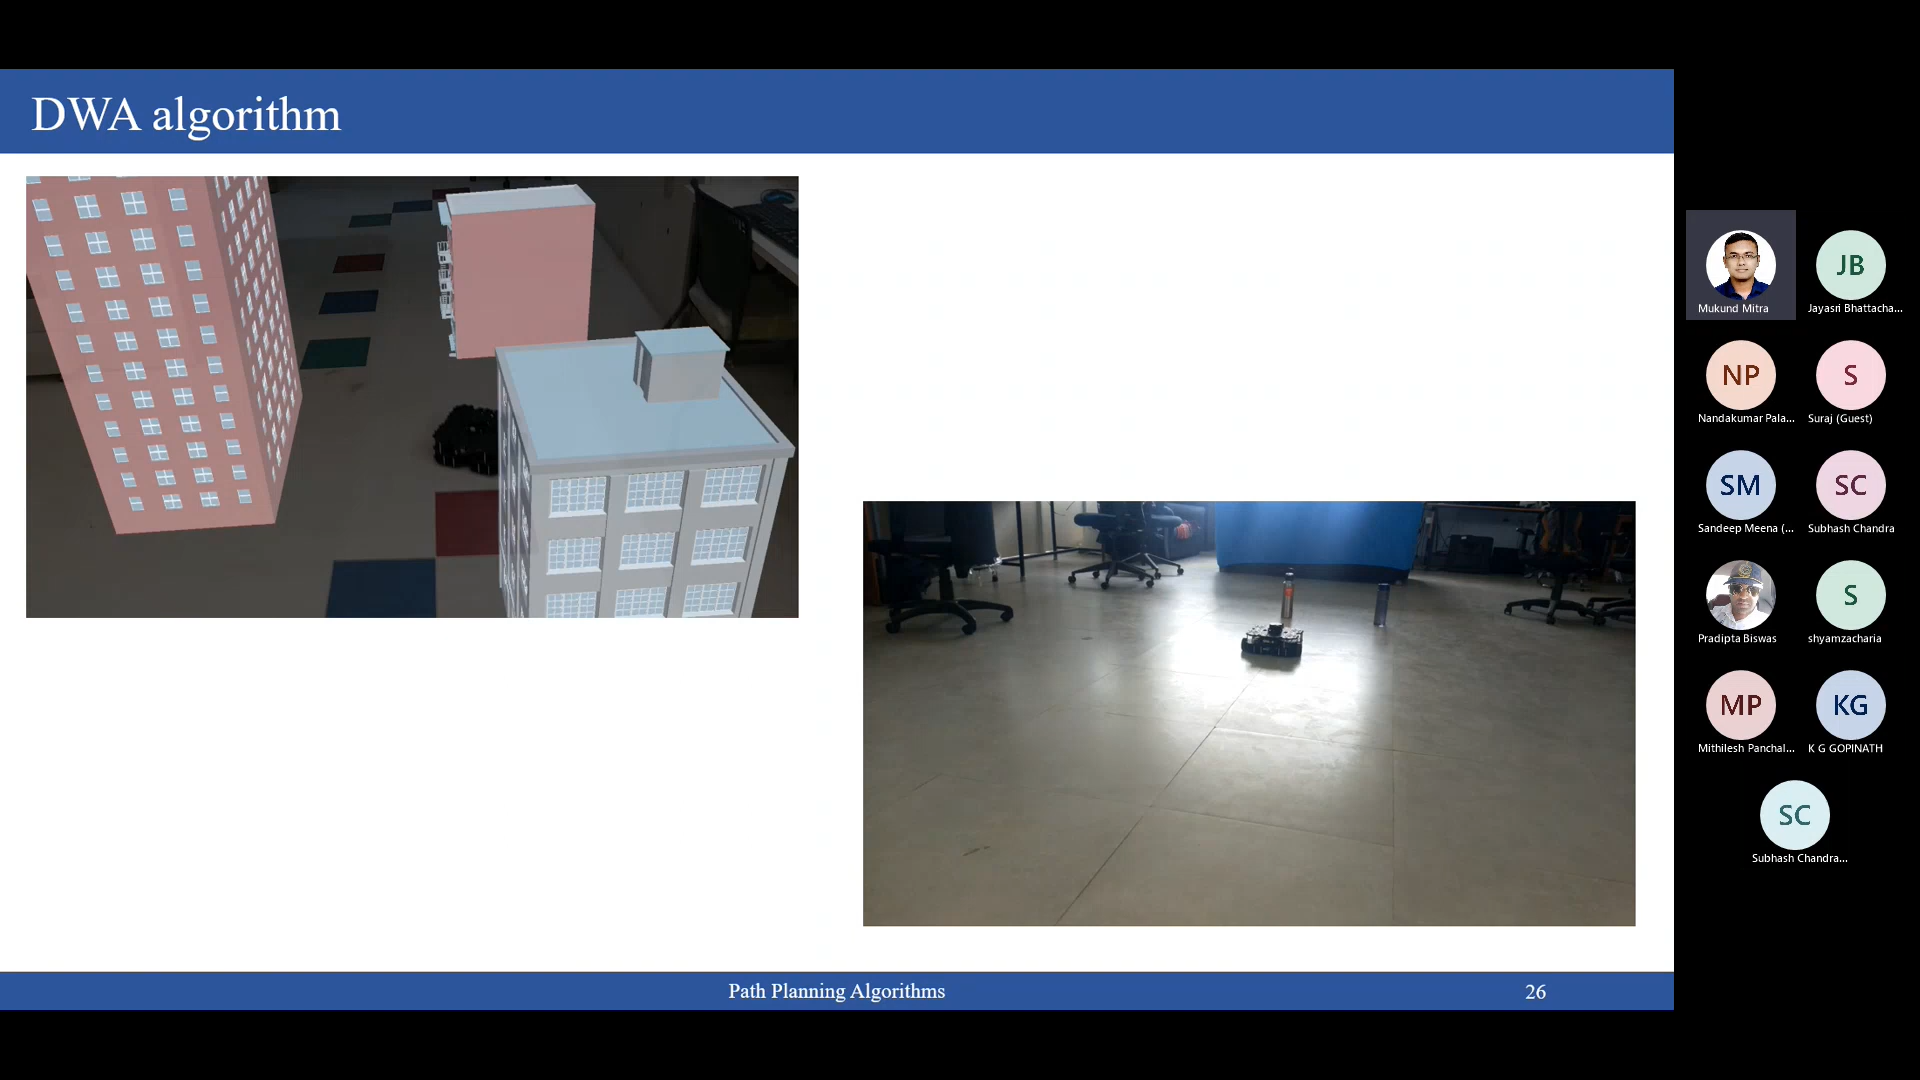 DWA algorithm
Path Planning Algorithms
26
Mukund Mitra
JB
Jayasri Bhattacha...
NP
Nandakumar Pala...
S
Suraj (Guest)
SM
Sandeep Meena (...
SC
Subhash Chandra
Pradipta Biswas
S
shyamzacharia
MP
Mithilesh Panchal...
KG
K G GOPINATH
SC
Subhash Chandra...